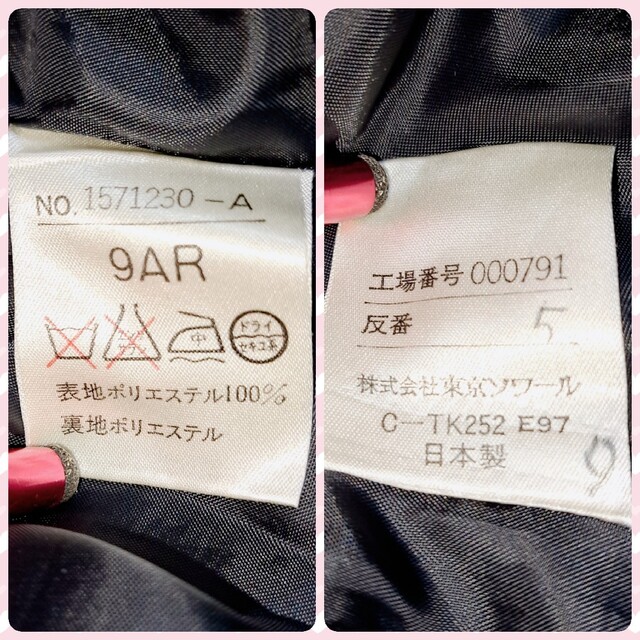 NO. 1571230-A
9AR
中
ドライ
セキユ系
表地ポリエステル100%
裏地ポリエステル
工場番号 000791
反番 5
株式会社東京ソワール
C-TK252 E97
日本製
9